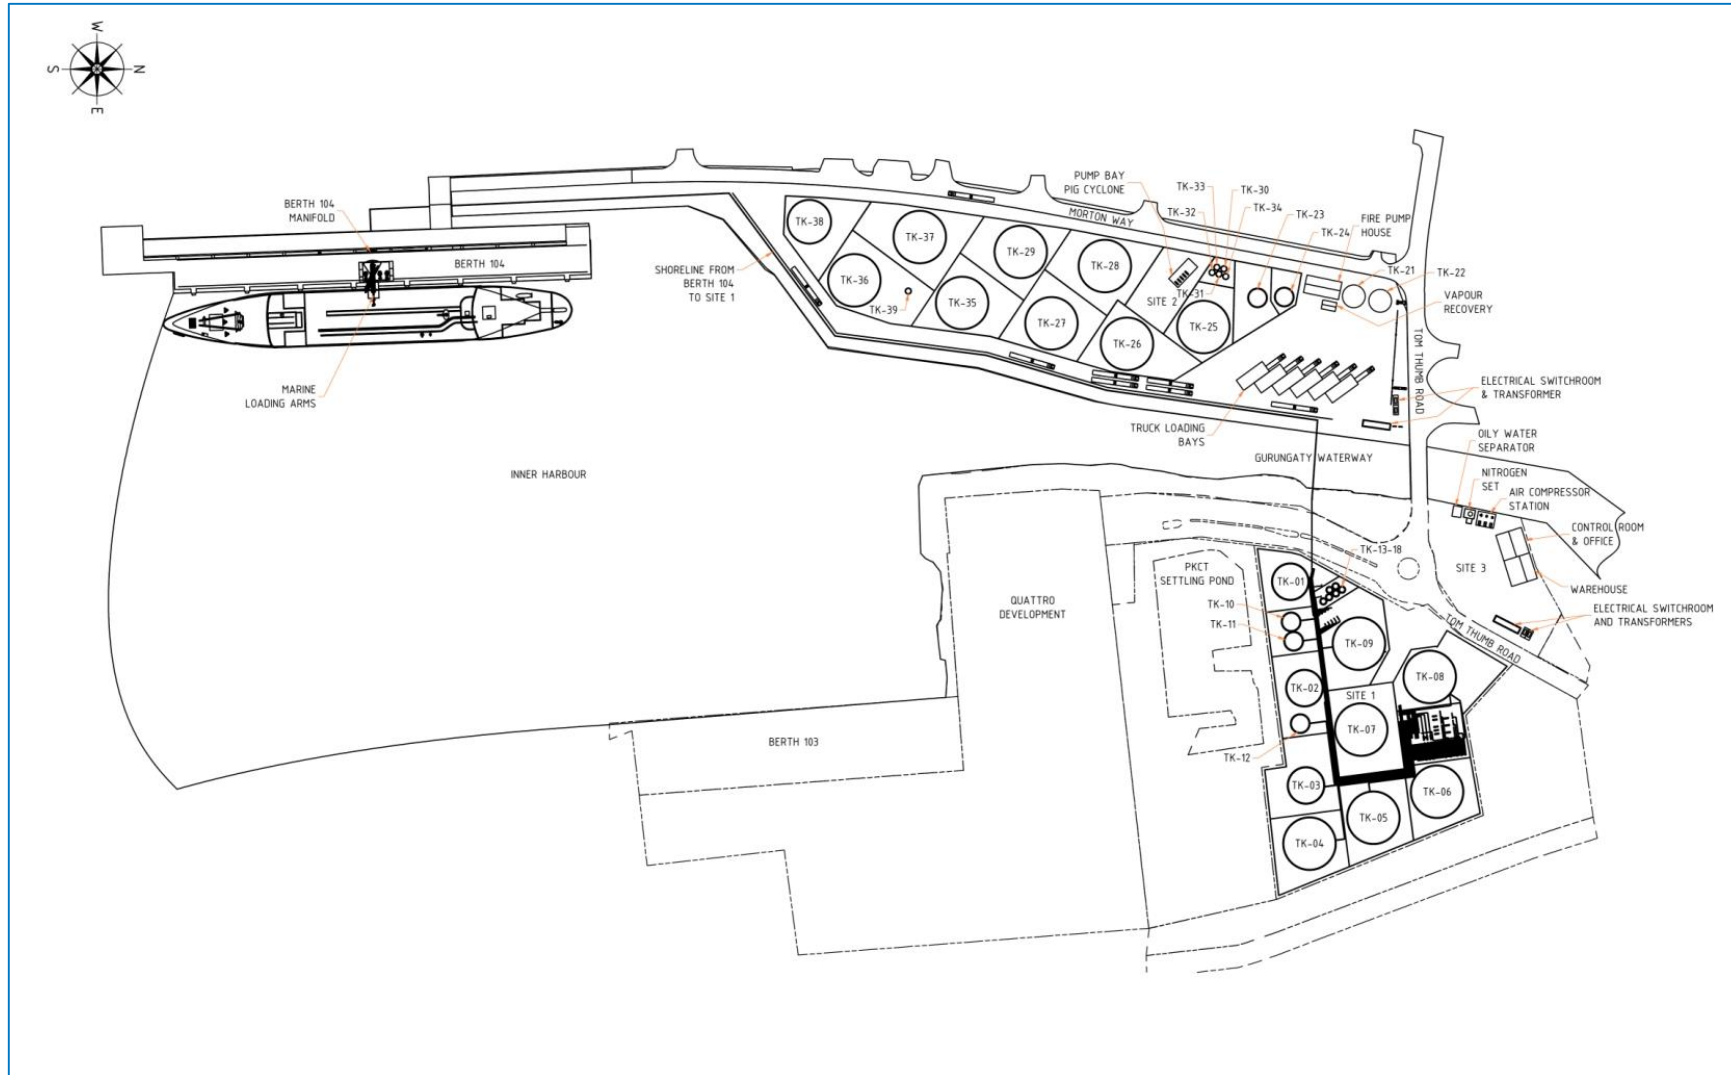 W
S
N
E
BERTH 104
MANIFOLD
BERTH 104
MARINE
LOADING ARMS
SHORELINE FROM
BERTH 104
TO SITE 1
INNER HARBOUR
TK-38
TK-37
TK-29
TK-28
TK-36
TK-39
TK-35
TK-27
TK-26
TK-25
MORTON WAY
PUMP BAY
PIG CYCLONE
SITE 2
TK-33
TK-30
TK-32
TK-34
TK-31
TK-23
TK-24
FIRE PUMP
HOUSE
TK-21
TK-22
VAPOUR
RECOVERY
TOM THUMB ROAD
ELECTRICAL SWITCHROOM
& TRANSFORMER
TRUCK LOADING
BAYS
GURUNGATY WATERWAY
OILY WATER
SEPARATOR
NITROGEN
SET
AIR COMPRESSOR
STATION
CONTROL ROOM
& OFFICE
SITE 3
WAREHOUSE
ELECTRICAL SWITCHROOM
AND TRANSFORMERS
TOM THUMB ROAD
TK-13-18
PKCT
SETTLING POND
QUATTRO
DEVELOPMENT
BERTH 103
TK-01
TK-10
TK-11
TK-09
TK-02
SITE 1
TK-08
TK-07
TK-12
TK-03
TK-06
TK-05
TK-04